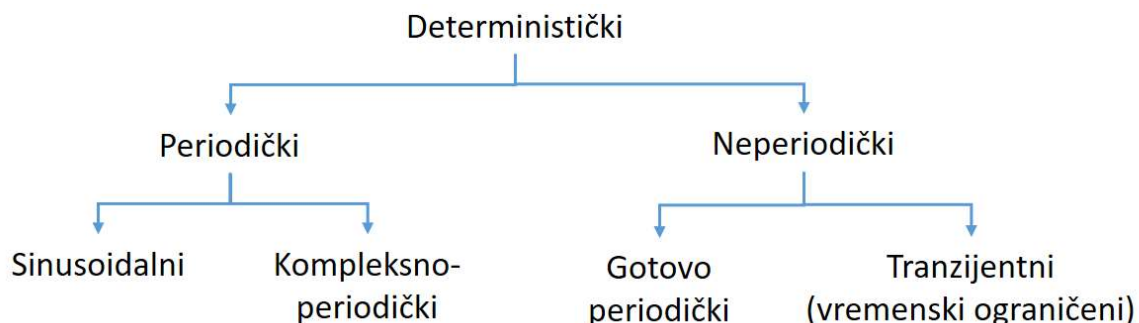 Deterministički
Periodički
Neperiodički
Sinusoidalni
Kompleksno-
periodički
Gotovo
periodički
Tranzijentni
(vremenski ograničeni)